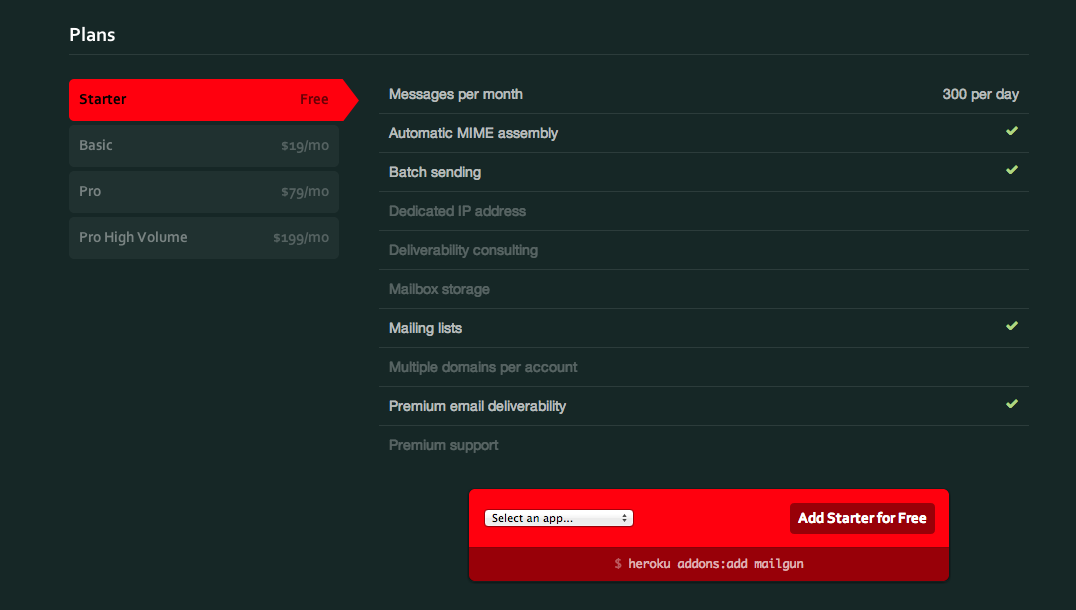 Plans
Starter Free
Basic $19/mo
Pro $79/mo
Pro High Volume $199/mo
Messages per month 300 per day
Automatic MIME assembly
Batch sending
Dedicated IP address
Deliverability consulting
Mailbox storage
Mailing lists
Multiple domains per account
Premium email deliverability
Premium support
Select an app... Add Starter for Free
$ heroku addons:add mailgun